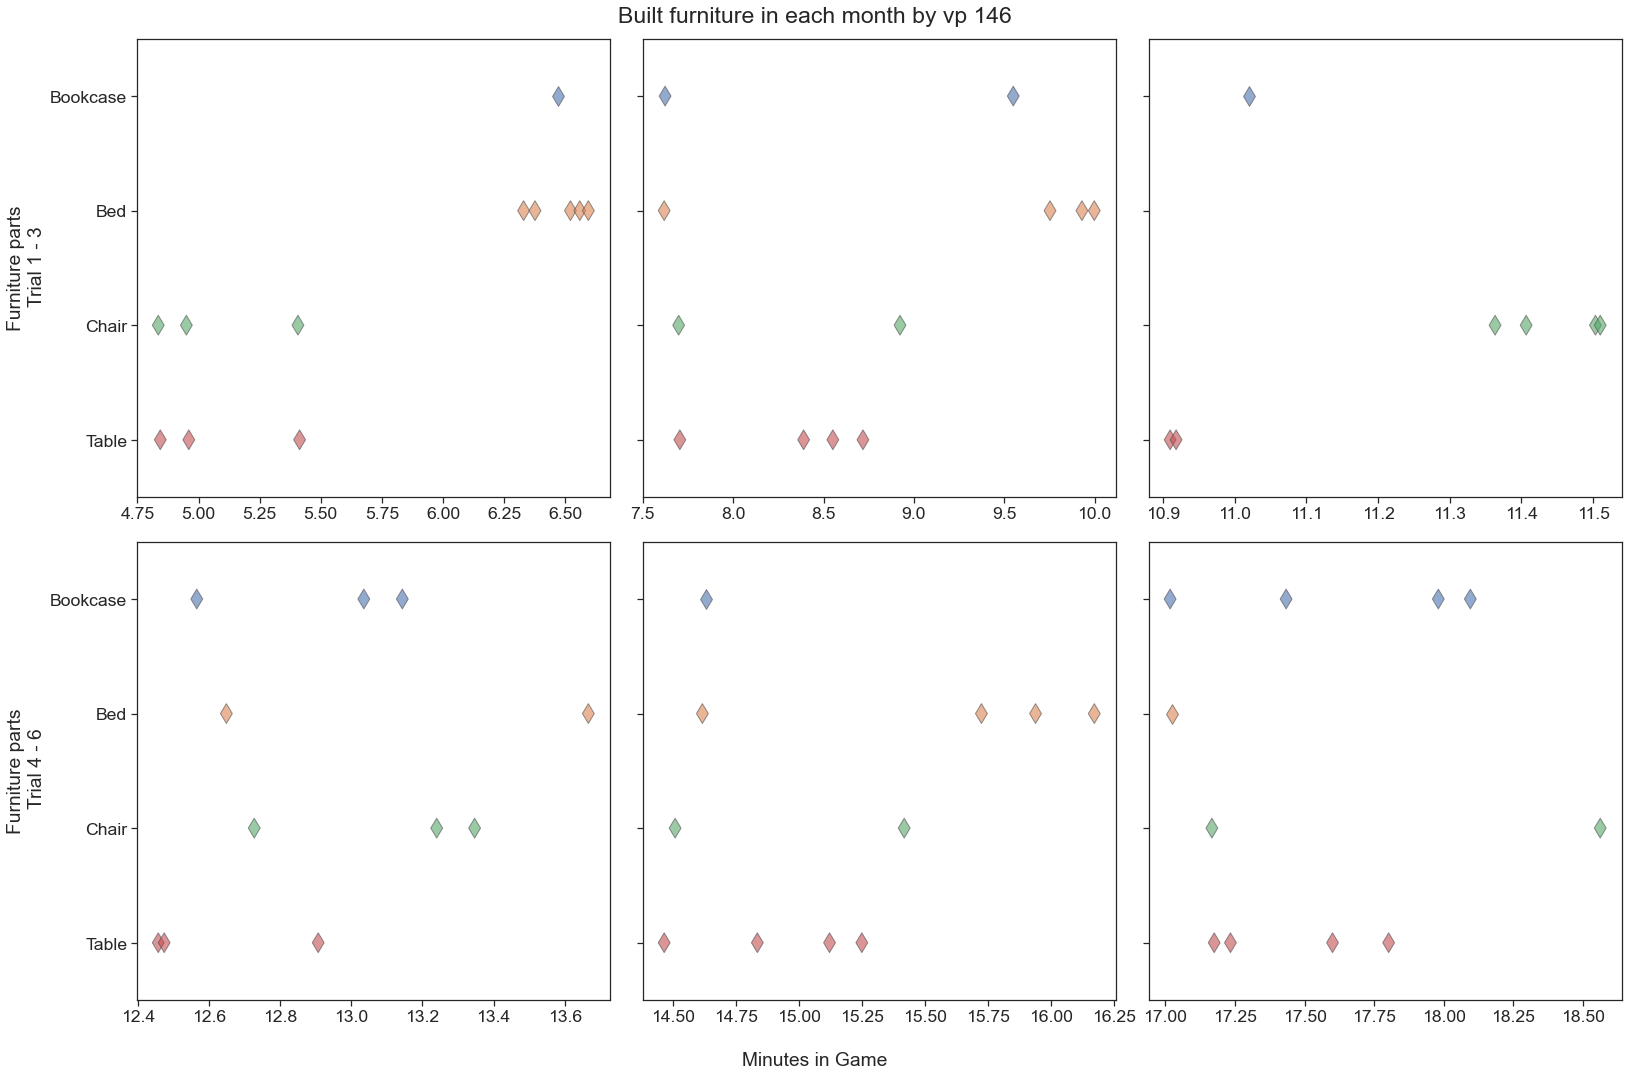 Built furniture in each month by vp 146
Furniture parts
Trial 1 - 3
Bookcase
Bed
Chair
Table
4.75 5.00 5.25 5.50 5.75 6.00 6.25 6.50
7.5 8.0 8.5 9.0 9.5 10.0
10.9 11.0 11.1 11.2 11.3 11.4 11.5
Furniture parts
Trial 4 - 6
Bookcase
Bed
Chair
Table
12.4 12.6 12.8 13.0 13.2 13.4 13.6
14.50 14.75 15.00 15.25 15.50 15.75 16.00 16.25
17.00 17.25 17.50 17.75 18.00 18.25 18.50
Minutes in Game